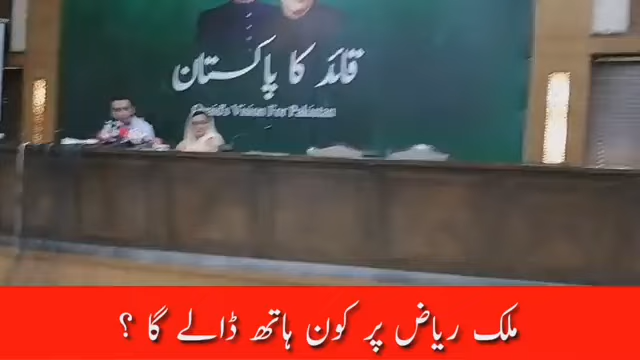 قائد کا پاکستان
Quaid's Vision For Pakistan
ملک ریاض پر کون ہاتھ ڈالے گا ؟